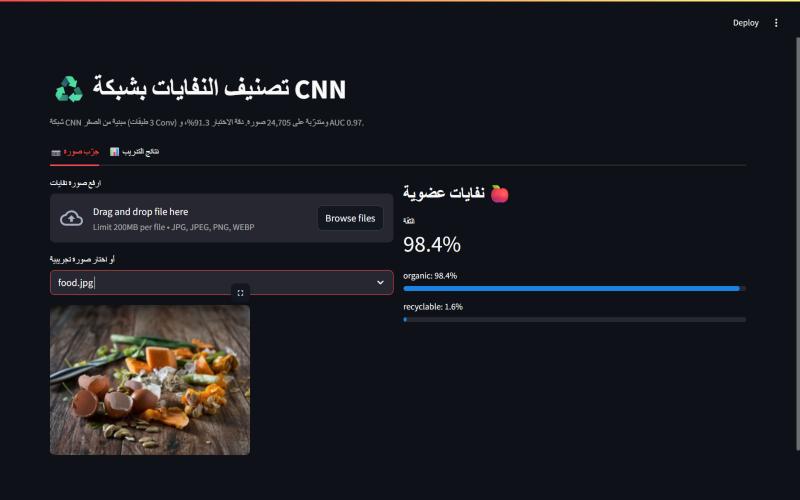 Deploy
تصنيف النفايات بشبكة CNN
شبكة CNN مبنية من الصفر (3 Conv طبقات) ومتدرّبة على 24,705 صورة. دقة الاختبار 91.3%، و AUC 0.97.
جرّب صورة
نتائج التدريب
ارفع صورة نفايات
Drag and drop file here
Limit 200MB per file • JPG, JPEG, PNG, WEBP
Browse files
أو اختار صورة تجريبية
food.jpg
نفايات عضوية
الثقة
98.4%
organic: 98.4%
recyclable: 1.6%